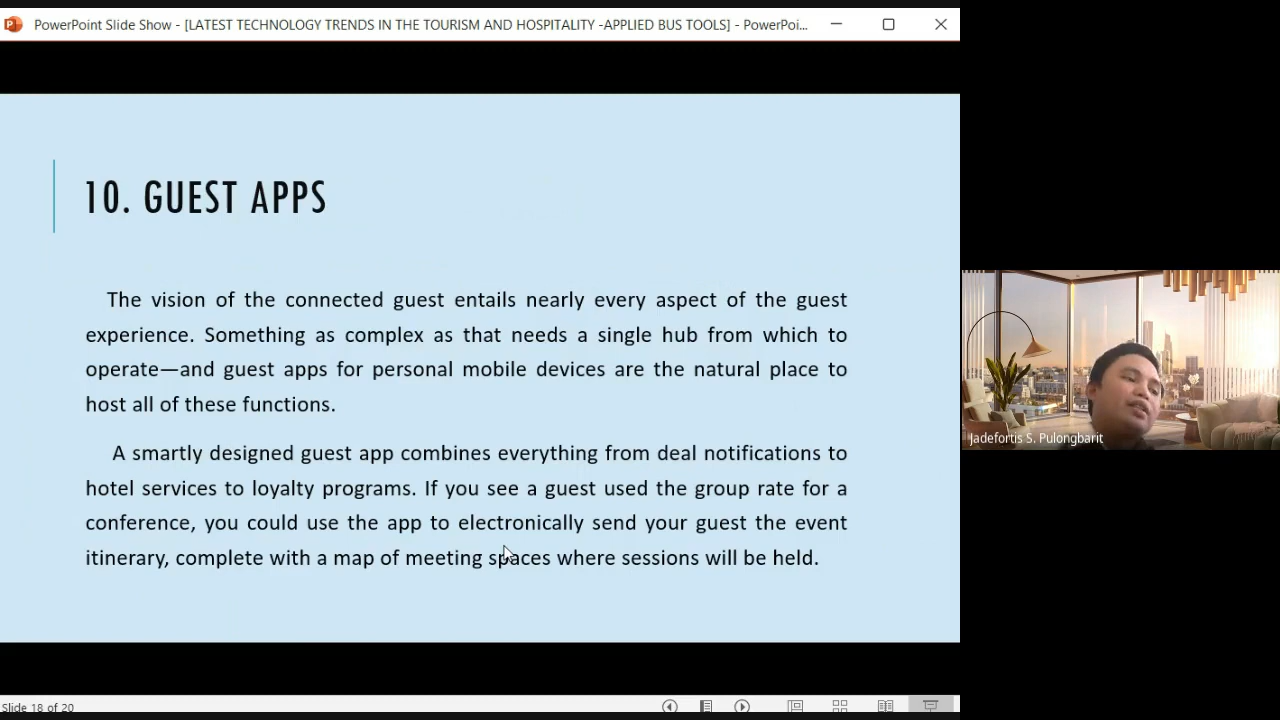 PowerPoint Slide Show - [LATEST TECHNOLOGY TRENDS IN THE TOURISM AND HOSPITALITY -APPLIED BUS TOOLS] - PowerPoi...
10. GUEST APPS
The vision of the connected guest entails nearly every aspect of the guest
experience. Something as complex as that needs a single hub from which to
operate—and guest apps for personal mobile devices are the natural place to
host all of these functions.
A smartly designed guest app combines everything from deal notifications to
hotel services to loyalty programs. If you see a guest used the group rate for a
conference, you could use the app to electronically send your guest the event
itinerary, complete with a map of meeting spaces where sessions will be held.
Jadefortis S. Pulongbarit
Slide 18 of 20